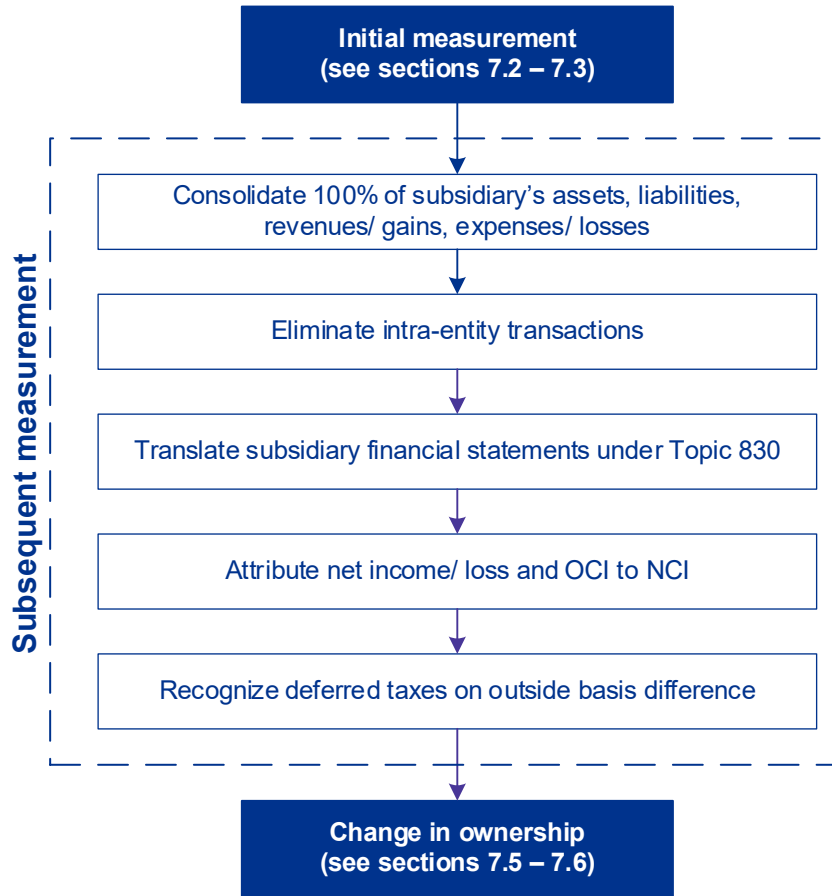 Initial measurement
(see sections 7.2 – 7.3)
Subsequent measurement
Consolidate 100% of subsidiary's assets, liabilities,
revenues/ gains, expenses/ losses
Eliminate intra-entity transactions
Translate subsidiary financial statements under Topic 830
Attribute net income/ loss and OCI to NCI
Recognize deferred taxes on outside basis difference
Change in ownership
(see sections 7.5 – 7.6)